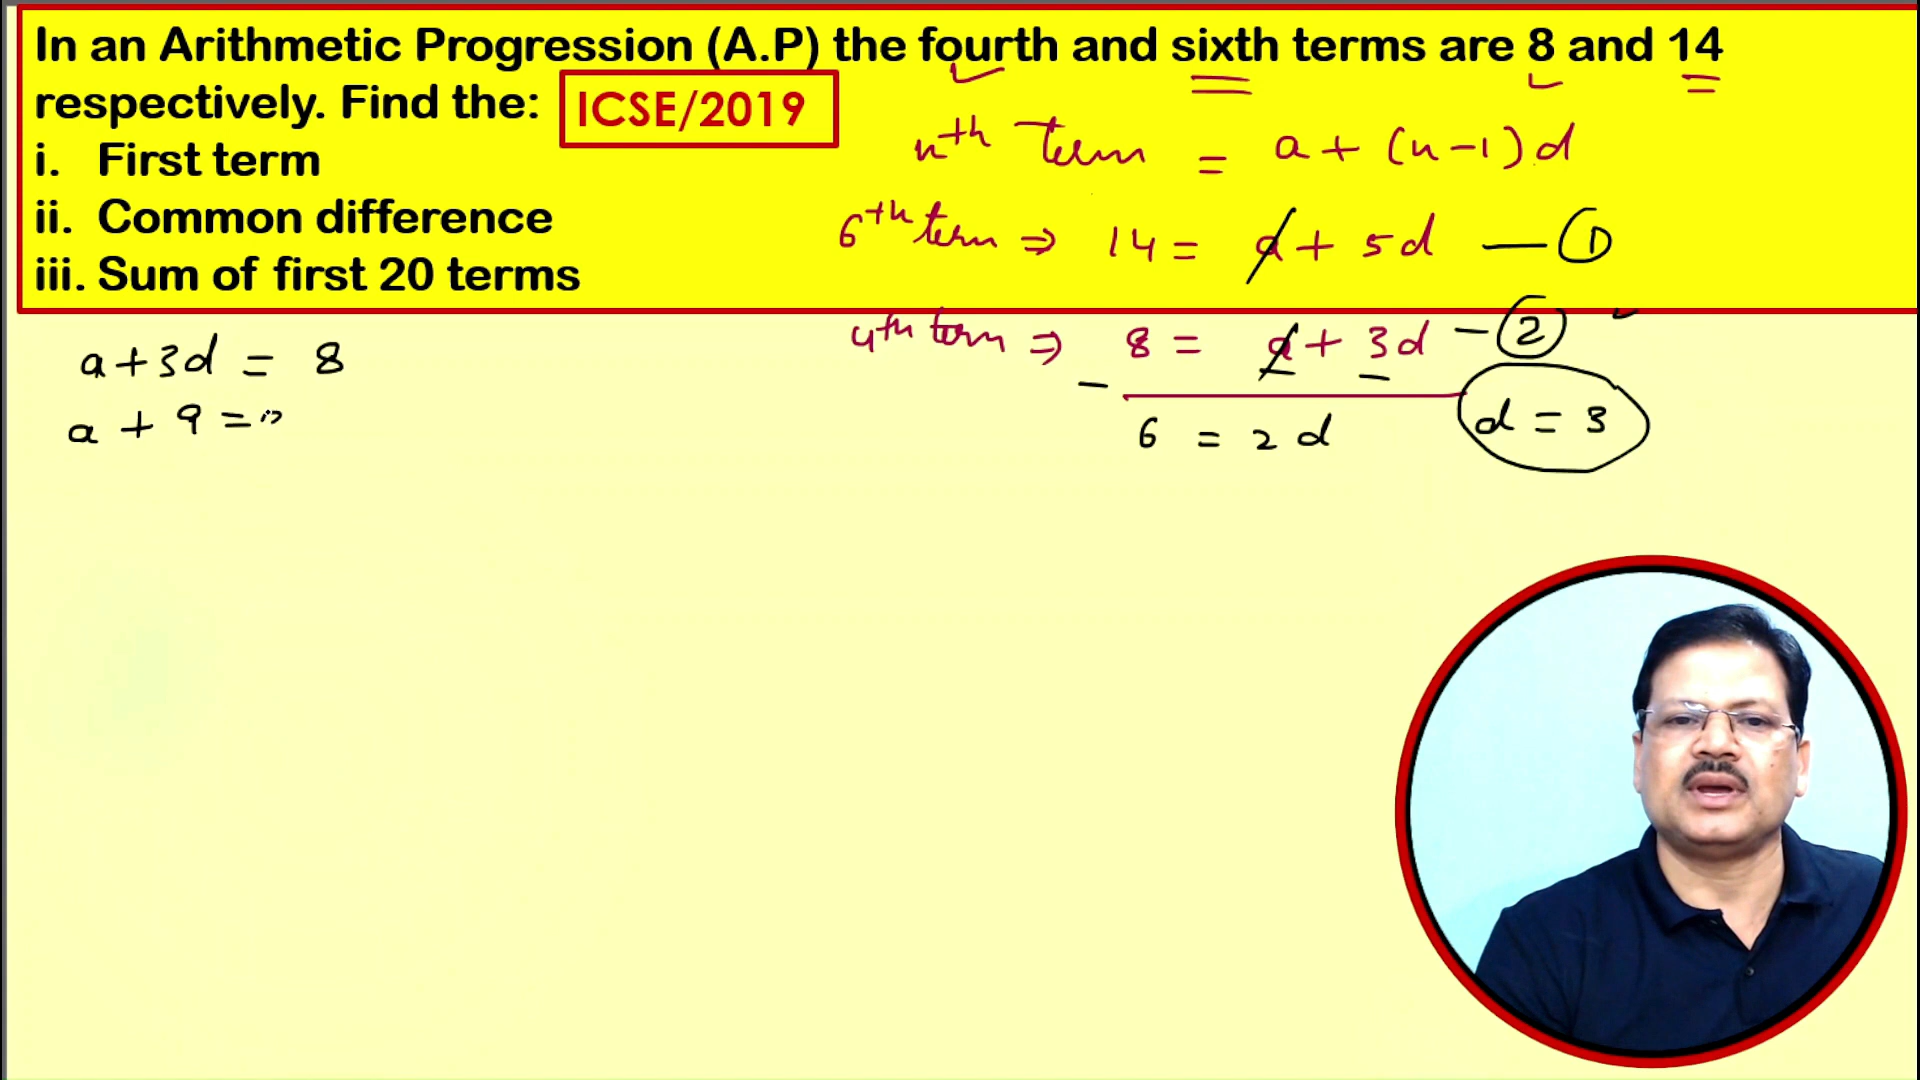 In an Arithmetic Progression (A.P) the fourth and sixth terms are 8 and 14
respectively. Find the:
ICSE/2019
i. First term
ii. Common difference
iii. Sum of first 20 terms
nth Term = a + (n-1)d
6th term ⇒ 14 = a + 5d — ①
4th term ⇒ 8 = a + 3d — ②
6 = 2d
d = 3
a + 3d = 8
a + 9 =